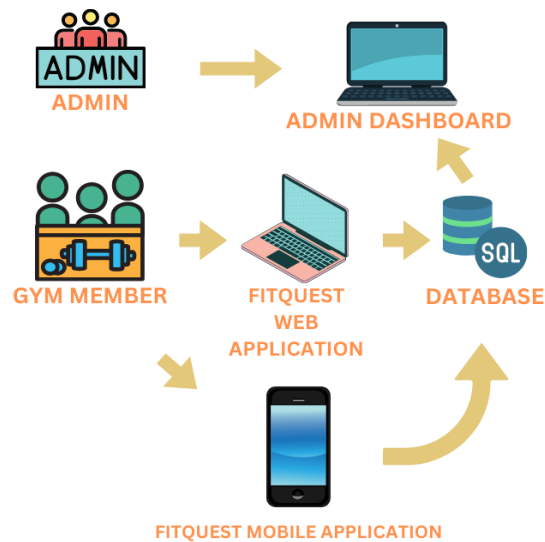 ADMIN
ADMIN
ADMIN DASHBOARD
SQL
GYM MEMBER
FITQUEST
WEB
APPLICATION
DATABASE
FITQUEST MOBILE APPLICATION